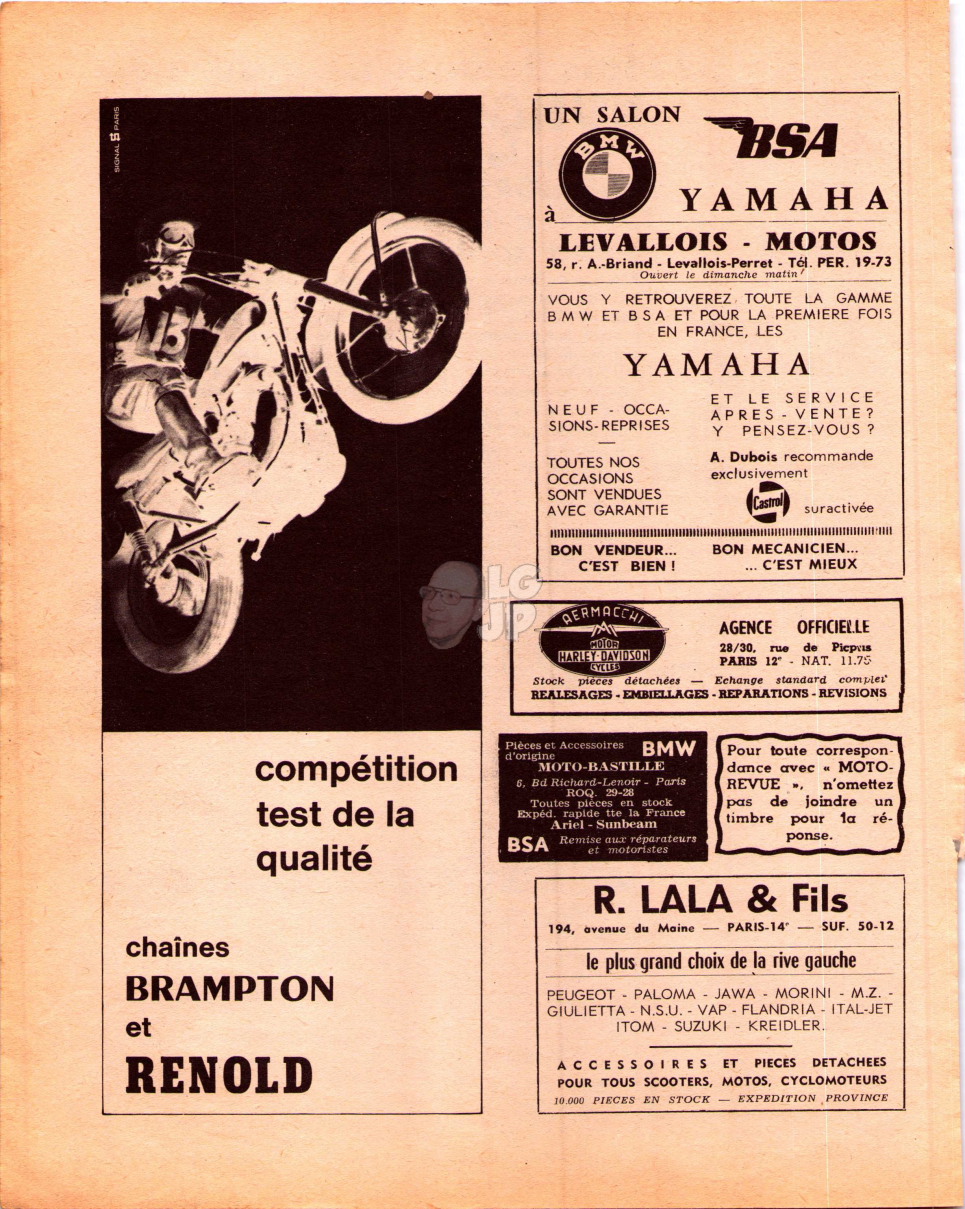 SIGNAL S PARIS
13
compétition
test de la
qualité
chaînes
BRAMPTON
et
RENOLD
UN SALON
BMW
BSA
à
YAMAHA
LEVALLOIS - MOTOS
58, r. A.-Briand - Levallois-Perret - Tél. PER. 19-73
Ouvert le dimanche matin
VOUS Y RETROUVEREZ TOUTE LA GAMME
BMW ET BSA ET POUR LA PREMIERE FOIS
EN FRANCE, LES
YAMAHA
NEUF - OCCA-
SIONS-REPRISES
—
TOUTES NOS
OCCASIONS
SONT VENDUES
AVEC GARANTIE
ET LE SERVICE
APRES - VENTE?
Y PENSEZ-VOUS ?
A. Dubois recommande
exclusivement
Castrol
suractivée
BON VENDEUR...
C'EST BIEN !
BON MECANICIEN...
... C'EST MIEUX
LG
JP
AERMACCHI
MOTOR
HARLEY-DAVIDSON
CYCLES
AGENCE OFFICIELLE
28/30, rue de Picpus
PARIS 12e - NAT. 11.75
Stock pièces détachées — Echange standard complet
REALESAGES - EMBIELLAGES - REPARATIONS - REVISIONS
Pièces et Accessoires
d'origine
BMW
MOTO-BASTILLE
6, Bd Richard-Lenoir - Paris
ROQ. 29-28
Toutes pièces en stock
Expéd. rapide tte la France
Ariel - Sunbeam
BSA
Remise aux réparateurs
et motoristes
Pour toute correspon-
dance avec « MOTO-
REVUE », n'omettez
pas de joindre un
timbre pour la ré-
ponse.
R. LALA & Fils
194, avenue du Maine — PARIS-14e — SUF. 50-12
le plus grand choix de la rive gauche
PEUGEOT - PALOMA - JAWA - MORINI - M.Z. -
GIULIETTA - N.S.U. - VAP - FLANDRIA - ITAL-JET
ITOM - SUZUKI - KREIDLER.
ACCESSOIRES ET PIECES DETACHEES
POUR TOUS SCOOTERS, MOTOS, CYCLOMOTEURS
10.000 PIECES EN STOCK — EXPEDITION PROVINCE